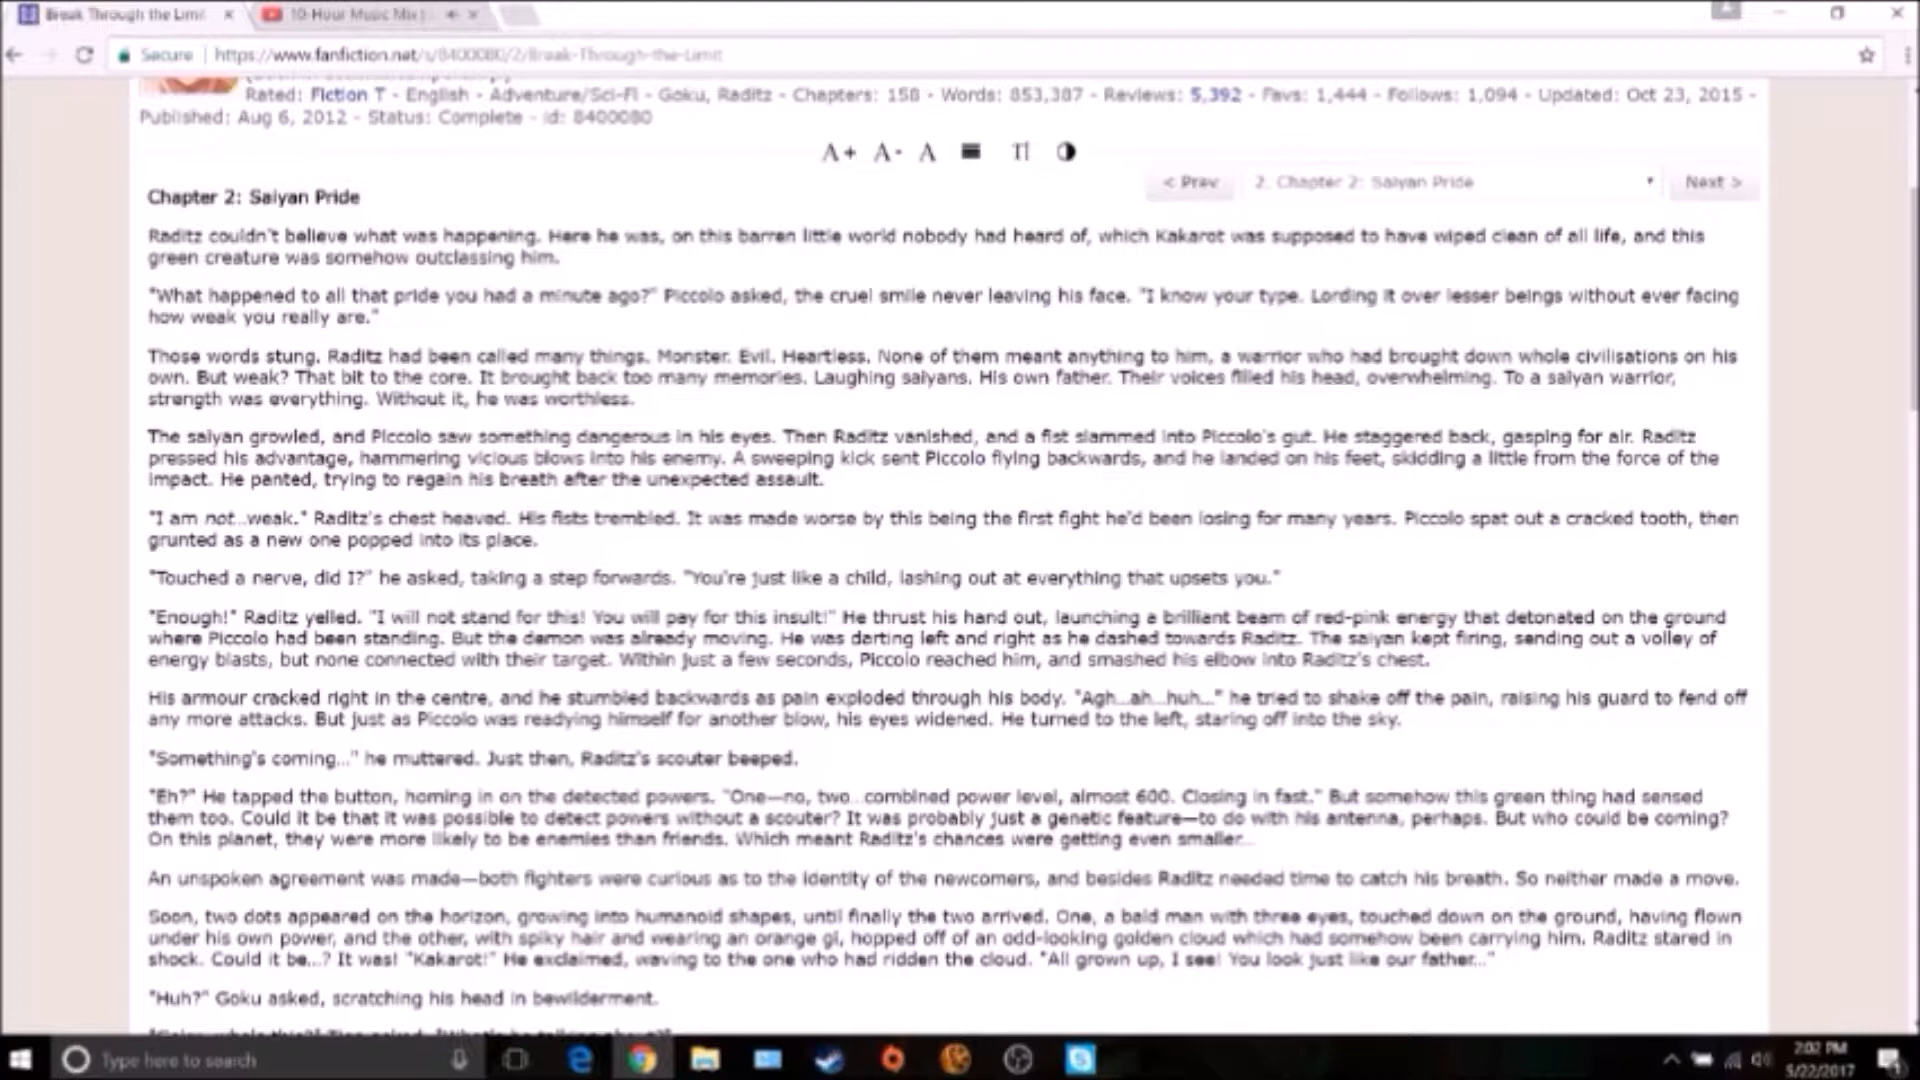 Break Through the Limit
10-Hour Music Mix
Secure
https://www.fanfiction.net/s/8400080/2/Break-Through-the-Limit
Rated: Fiction T - English - Adventure/Sci-Fi - Goku, Raditz - Chapters: 158 - Words: 853,387 - Reviews: 5,392 - Favs: 1,444 - Follows: 1,094 - Updated: Oct 23, 2015 -
Published: Aug 6, 2012 - Status: Complete - id: 8400080
A+ A- A
< Prev 2. Chapter 2: Saiyan Pride Next >
Chapter 2: Saiyan Pride
Raditz couldn't believe what was happening. Here he was, on this barren little world nobody had heard of, which Kakarot was supposed to have wiped clean of all life, and this
green creature was somehow outclassing him.
"What happened to all that pride you had a minute ago?" Piccolo asked, the cruel smile never leaving his face. "I know your type. Lording it over lesser beings without ever facing
how weak you really are."
Those words stung. Raditz had been called many things. Monster. Evil. Heartless. None of them meant anything to him, a warrior who had brought down whole civilisations on his
own. But weak? That bit to the core. It brought back too many memories. Laughing saiyans. His own father. Their voices filled his head, overwhelming. To a saiyan warrior,
strength was everything. Without it, he was worthless.
The saiyan growled, and Piccolo saw something dangerous in his eyes. Then Raditz vanished, and a fist slammed into Piccolo's gut. He staggered back, gasping for air. Raditz
pressed his advantage, hammering vicious blows into his enemy. A sweeping kick sent Piccolo flying backwards, and he landed on his feet, skidding a little from the force of the
impact. He panted, trying to regain his breath after the unexpected assault.
"I am not...weak." Raditz's chest heaved. His fists trembled. It was made worse by this being the first fight he'd been losing for many years. Piccolo spat out a cracked tooth, then
grunted as a new one popped into its place.
"Touched a nerve, did I?" he asked, taking a step forwards. "You're just like a child, lashing out at everything that upsets you."
"Enough!" Raditz yelled. "I will not stand for this! You will pay for this insult!" He thrust his hand out, launching a brilliant beam of red-pink energy that detonated on the ground
where Piccolo had been standing. But the demon was already moving. He was darting left and right as he dashed towards Raditz. The saiyan kept firing, sending out a volley of
energy blasts, but none connected with their target. Within just a few seconds, Piccolo reached him, and smashed his elbow into Raditz's chest.
His armour cracked right in the centre, and he stumbled backwards as pain exploded through his body. "Agh...ah...huh..." he tried to shake off the pain, raising his guard to fend off
any more attacks. But just as Piccolo was readying himself for another blow, his eyes widened. He turned to the left, staring off into the sky.
"Something's coming..." he muttered. Just then, Raditz's scouter beeped.
"Eh?" He tapped the button, homing in on the detected powers. "One—no, two...combined power level, almost 600. Closing in fast." But somehow this green thing had sensed
them too. Could it be that it was possible to detect powers without a scouter? It was probably just a genetic feature—to do with his antenna, perhaps. But who could be coming?
On this planet, they were more likely to be enemies than friends. Which meant Raditz's chances were getting even smaller...
An unspoken agreement was made—both fighters were curious as to the identity of the newcomers, and besides Raditz needed time to catch his breath. So neither made a move.
Soon, two dots appeared on the horizon, growing into humanoid shapes, until finally the two arrived. One, a bald man with three eyes, touched down on the ground, having flown
under his own power, and the other, with spiky hair and wearing an orange gi, hopped off of an odd-looking golden cloud which had somehow been carrying him. Raditz stared in
shock. Could it be...? It was! "Kakarot!" He exclaimed, waving to the one who had ridden the cloud. "All grown up, I see! You look just like our father..."
"Huh?" Goku asked, scratching his head in bewilderment.
Type here to search
2:02 PM
5/22/2017